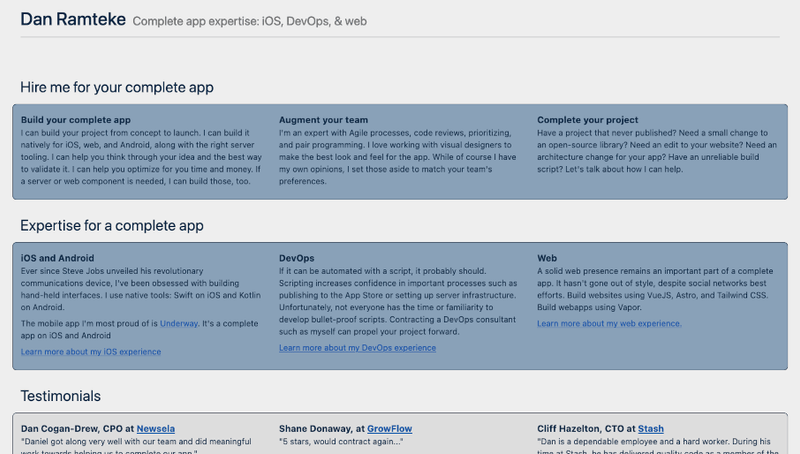 Dan Ramteke Complete app expertise: iOS, DevOps, & web
Hire me for your complete app
Build your complete app
I can build your project from concept to launch. I can build it
natively for iOS, web, and Android, along with the right server
tooling. I can help you think through your idea and the best way
to validate it. I can help you optimize for you time and money. If
a server or web component is needed, I can build those, too.
Augment your team
I'm an expert with Agile processes, code reviews, prioritizing,
and pair programming. I love working with visual designers to
make the best look and feel for the app. While of course I have
my own opinions, I set those aside to match your team's
preferences.
Complete your project
Have a project that never published? Need a small change to
an open-source library? Need an edit to your website? Need an
architecture change for your app? Have an unreliable build
script? Let's talk about how I can help.
Expertise for a complete app
iOS and Android
Ever since Steve Jobs unveiled his revolutionary
communications device, I've been obsessed with building
hand-held interfaces. I use native tools: Swift on iOS and Kotlin
on Android.
The mobile app I'm most proud of is Underway. It's a complete
app on iOS and Android
Learn more about my iOS experience
DevOps
If it can be automated with a script, it probably should.
Scripting increases confidence in important processes such as
publishing to the App Store or setting up server infrastructure.
Unfortunately, not everyone has the time or familiarity to
develop bullet-proof scripts. Contracting a DevOps consultant
such as myself can propel your project forward.
Learn more about my DevOps experience
Web
A solid web presence remains an important part of a complete
app. It hasn't gone out of style, despite social networks best
efforts. Build websites using VueJS, Astro, and Tailwind CSS.
Build webapps using Vapor.
Learn more about my web experience.
Testimonials
Dan Cogan-Drew, CPO at Newsela
"Daniel got along very well with our team and did meaningful
work towards helping us to complete our app."
Shane Donaway, at GrowFlow
"5 stars, would contract again..."
Cliff Hazelton, CTO at Stash
"Dan is a dependable employee and a hard worker. During his
time at Stash, he has delivered quality code as a member of the